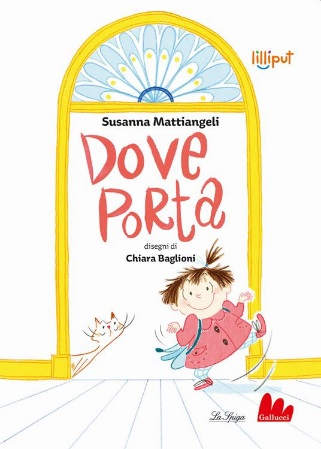 lilliput
Susanna Mattiangeli
Dove
Porta
disegni di
Chiara Baglioni
La Spiga
Gallucci